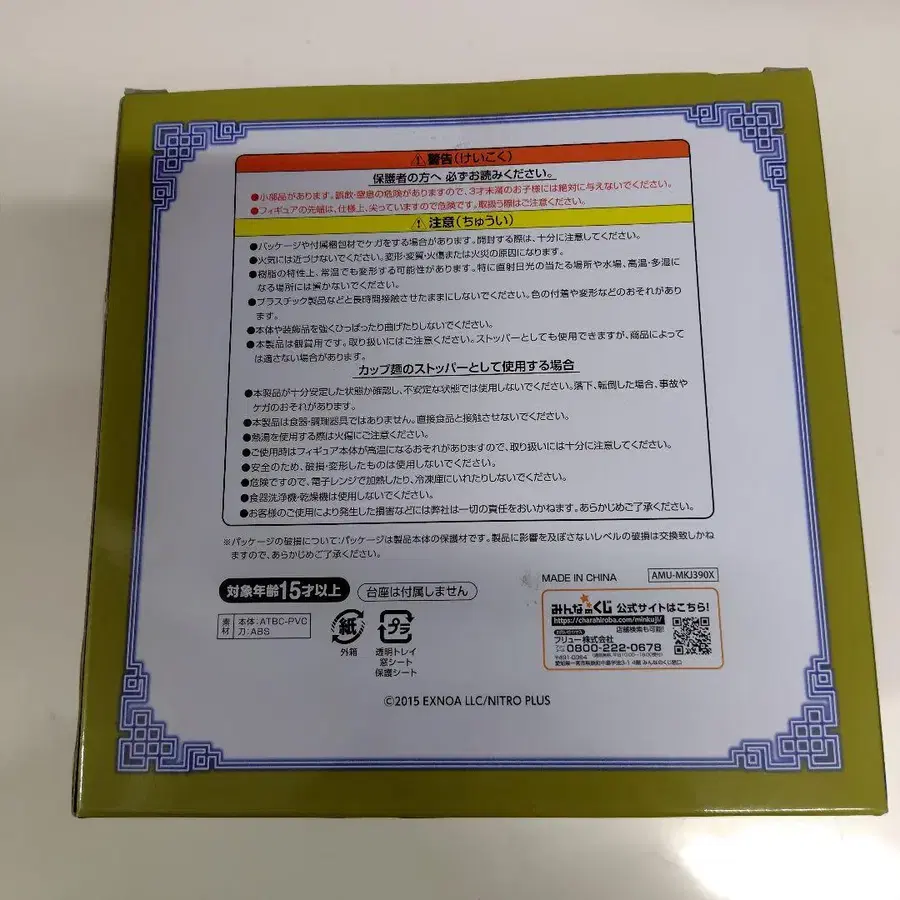 ⚠警告(けいこく)
保護者の方へ 必ずお読みください。
●小部品があります。誤飲・窒息の危険がありますので、3才未満のお子様には絶対に与えないでください。
●フィギュアの先端は、仕様上、尖っていますので危険です。取扱う際はご注意ください。
⚠注意(ちゅうい)
●パッケージや付属梱包材でケガをする場合があります。開封する際は、十分に注意してください。
●火気には近づけないでください。変形・変質・火傷または火災の原因になります。
●樹脂の特性上、常温でも変形する可能性があります。特に直射日光の当たる場所や水場、高温・多湿に
なる場所には置かないでください。
●プラスチック製品などと長時間接触させたままにしないでください。色の付着や変形などのおそれがあり
ます。
●本体や装飾品を強くひっぱったり曲げたりしないでください。
●本製品は観賞用です。取り扱いにはご注意ください。ストッパーとしても使用できますが、商品によって
は適さない場合があります。
カップ麺のストッパーとして使用する場合
●本製品が十分安定した状態か確認し、不安定な状態では使用しないでください。落下、転倒した場合、事故や
ケガのおそれがあります。
●本製品は食器・調理器具ではありません。直接食品と接触させないでください。
●熱湯を使用する際は火傷にご注意ください。
●ご使用時はフィギュア本体が高温になるおそれがありますので、取り扱いには十分に注意してください。
●安全のため、破損・変形したものは使用しないでください。
●危険ですので、電子レンジで加熱したり、冷凍庫にいれたりしないでください。
●食器洗浄機・乾燥機は使用しないでください。
●お客様のご使用により発生した損害などには弊社は一切の責任をおいかねます。あらかじめご了承ください。
※パッケージの破損について:パッケージは製品本体の保護材です。製品に影響を及ぼさないレベルの破損は交換致しかね
ますので、あらかじめご了承ください。
対象年齢15才以上 台座は付属しません
MADE IN CHINA AMU-MKJ390X
素材 本体:ATBC-PVC
刀:ABS
紙
外箱
プラ
透明トレイ
窓シート
保護シート
みんなのくじ 公式サイトはこちら!
https://charahiroba.com/minkuji/
店舗検索も可能!
フリュー株式会社
0800-222-0678
©2015 EXNOA LLC/NITRO PLUS